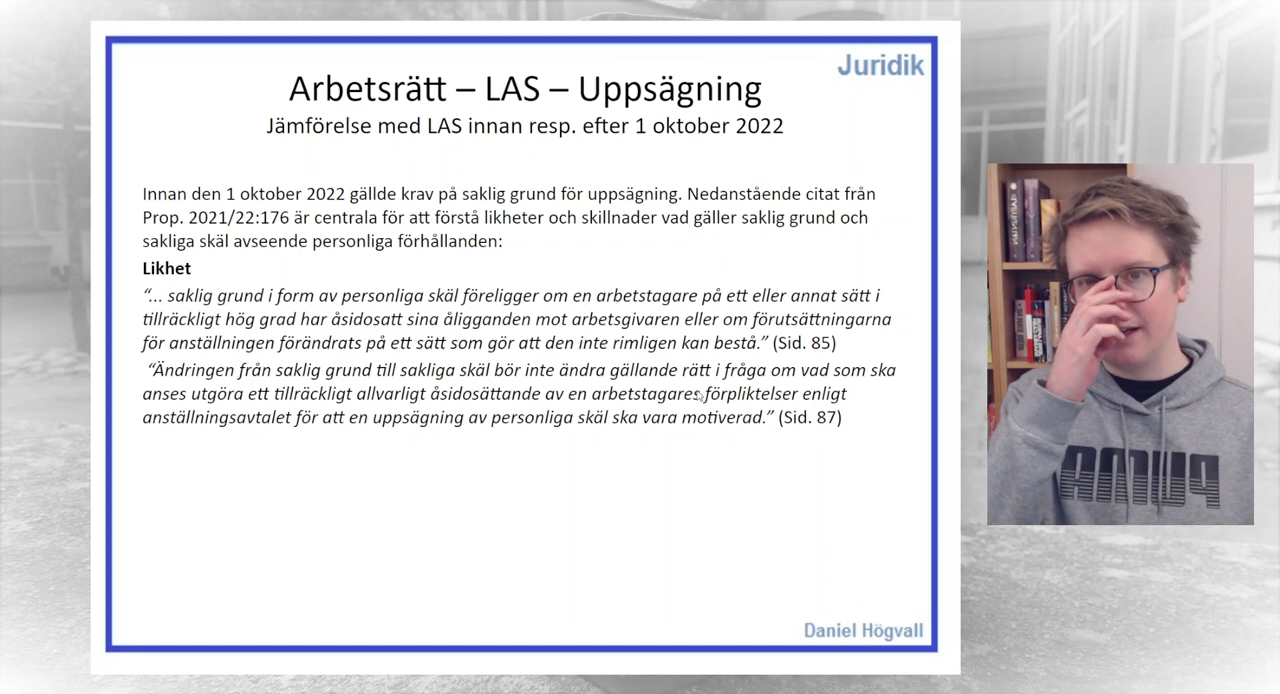 Juridik
Arbetsrätt – LAS – Uppsägning
Jämförelse med LAS innan resp. efter 1 oktober 2022
Innan den 1 oktober 2022 gällde krav på saklig grund för uppsägning. Nedanstående citat från
Prop. 2021/22:176 är centrala för att förstå likheter och skillnader vad gäller saklig grund och
sakliga skäl avseende personliga förhållanden:
Likhet
“... saklig grund i form av personliga skäl föreligger om en arbetstagare på ett eller annat sätt i
tillräckligt hög grad har åsidosatt sina åligganden mot arbetsgivaren eller om förutsättningarna
för anställningen förändrats på ett sätt som gör att den inte rimligen kan bestå.” (Sid. 85)
“Ändringen från saklig grund till sakliga skäl bör inte ändra gällande rätt i fråga om vad som ska
anses utgöra ett tillräckligt allvarligt åsidosättande av en arbetstagares förpliktelser enligt
anställningsavtalet för att en uppsägning av personliga skäl ska vara motiverad.” (Sid. 87)
Daniel Högvall